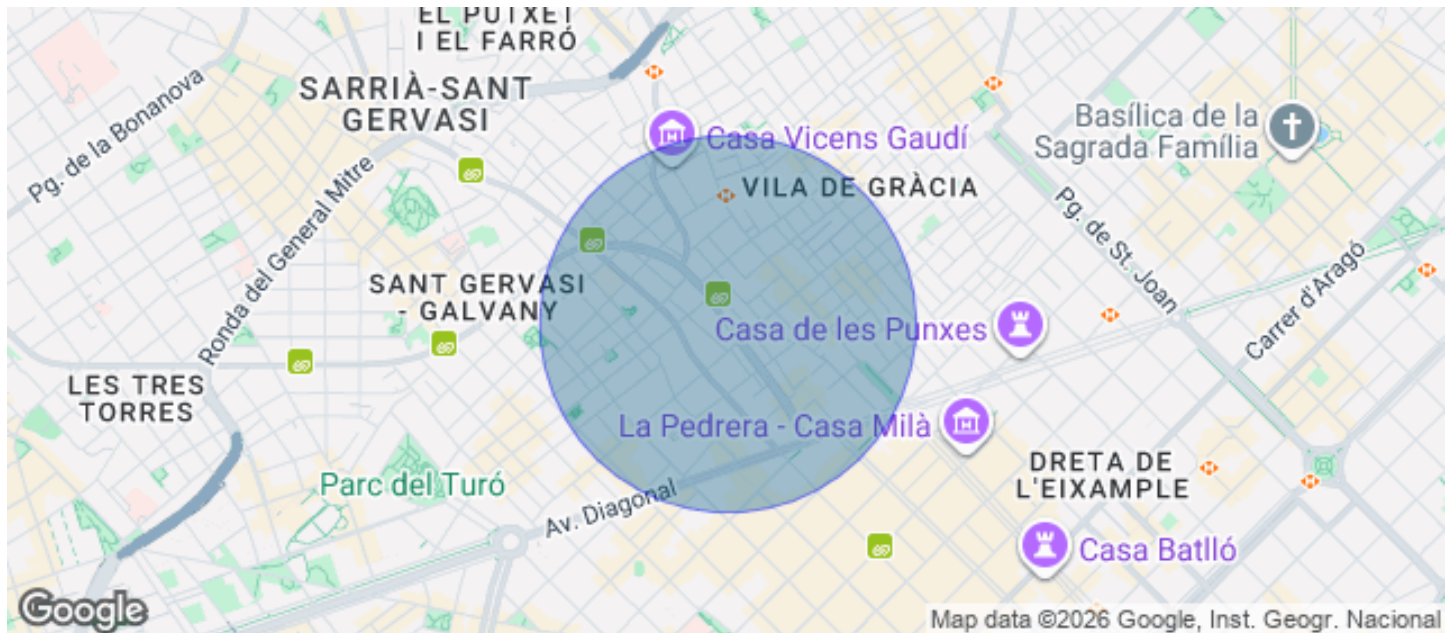 EL PUTXET
I EL FARRÓ
SARRIÀ-SANT
GERVASI
Pg. de la Bonanova
Casa Vicens Gaudí
Basílica de la
Sagrada Família
VILA DE GRÀCIA
Ronda del General Mitre
Pg. de St. Joan
SANT GERVASI
- GALVANY
Carrer d'Aragó
Casa de les Punxes
LES TRES
TORRES
La Pedrera - Casa Milà
DRETA DE
L'EIXAMPLE
Parc del Turó
Av. Diagonal
Casa Batlló
Google
Map data ©2026 Google, Inst. Geogr. Nacional